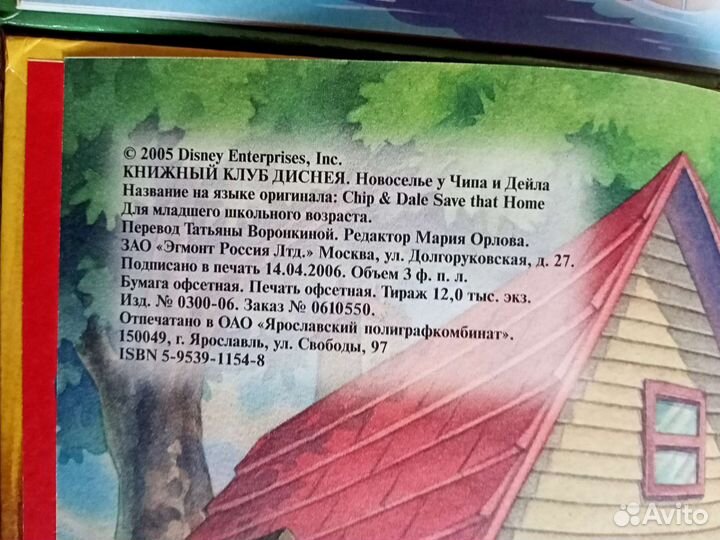 © 2005 Disney Enterprises, Inc.
КНИЖНЫЙ КЛУБ ДИСНЕЯ. Новоселье у Чипа и Дейла
Название на языке оригинала: Chip & Dale Save that Home
Для младшего школьного возраста.
Перевод Татьяны Воронкиной. Редактор Мария Орлова.
ЗАО «Эгмонт Россия Лтд.» Москва, ул. Долгоруковская, д. 27.
Подписано в печать 14.04.2006. Объем 3 ф. п. л.
Бумага офсетная. Печать офсетная. Тираж 12,0 тыс. экз.
Изд. № 0300-06. Заказ № 0610550.
Отпечатано в ОАО «Ярославский полиграфкомбинат».
150049, г. Ярославль, ул. Свободы, 97
ISBN 5-9539-1154-8
Avito